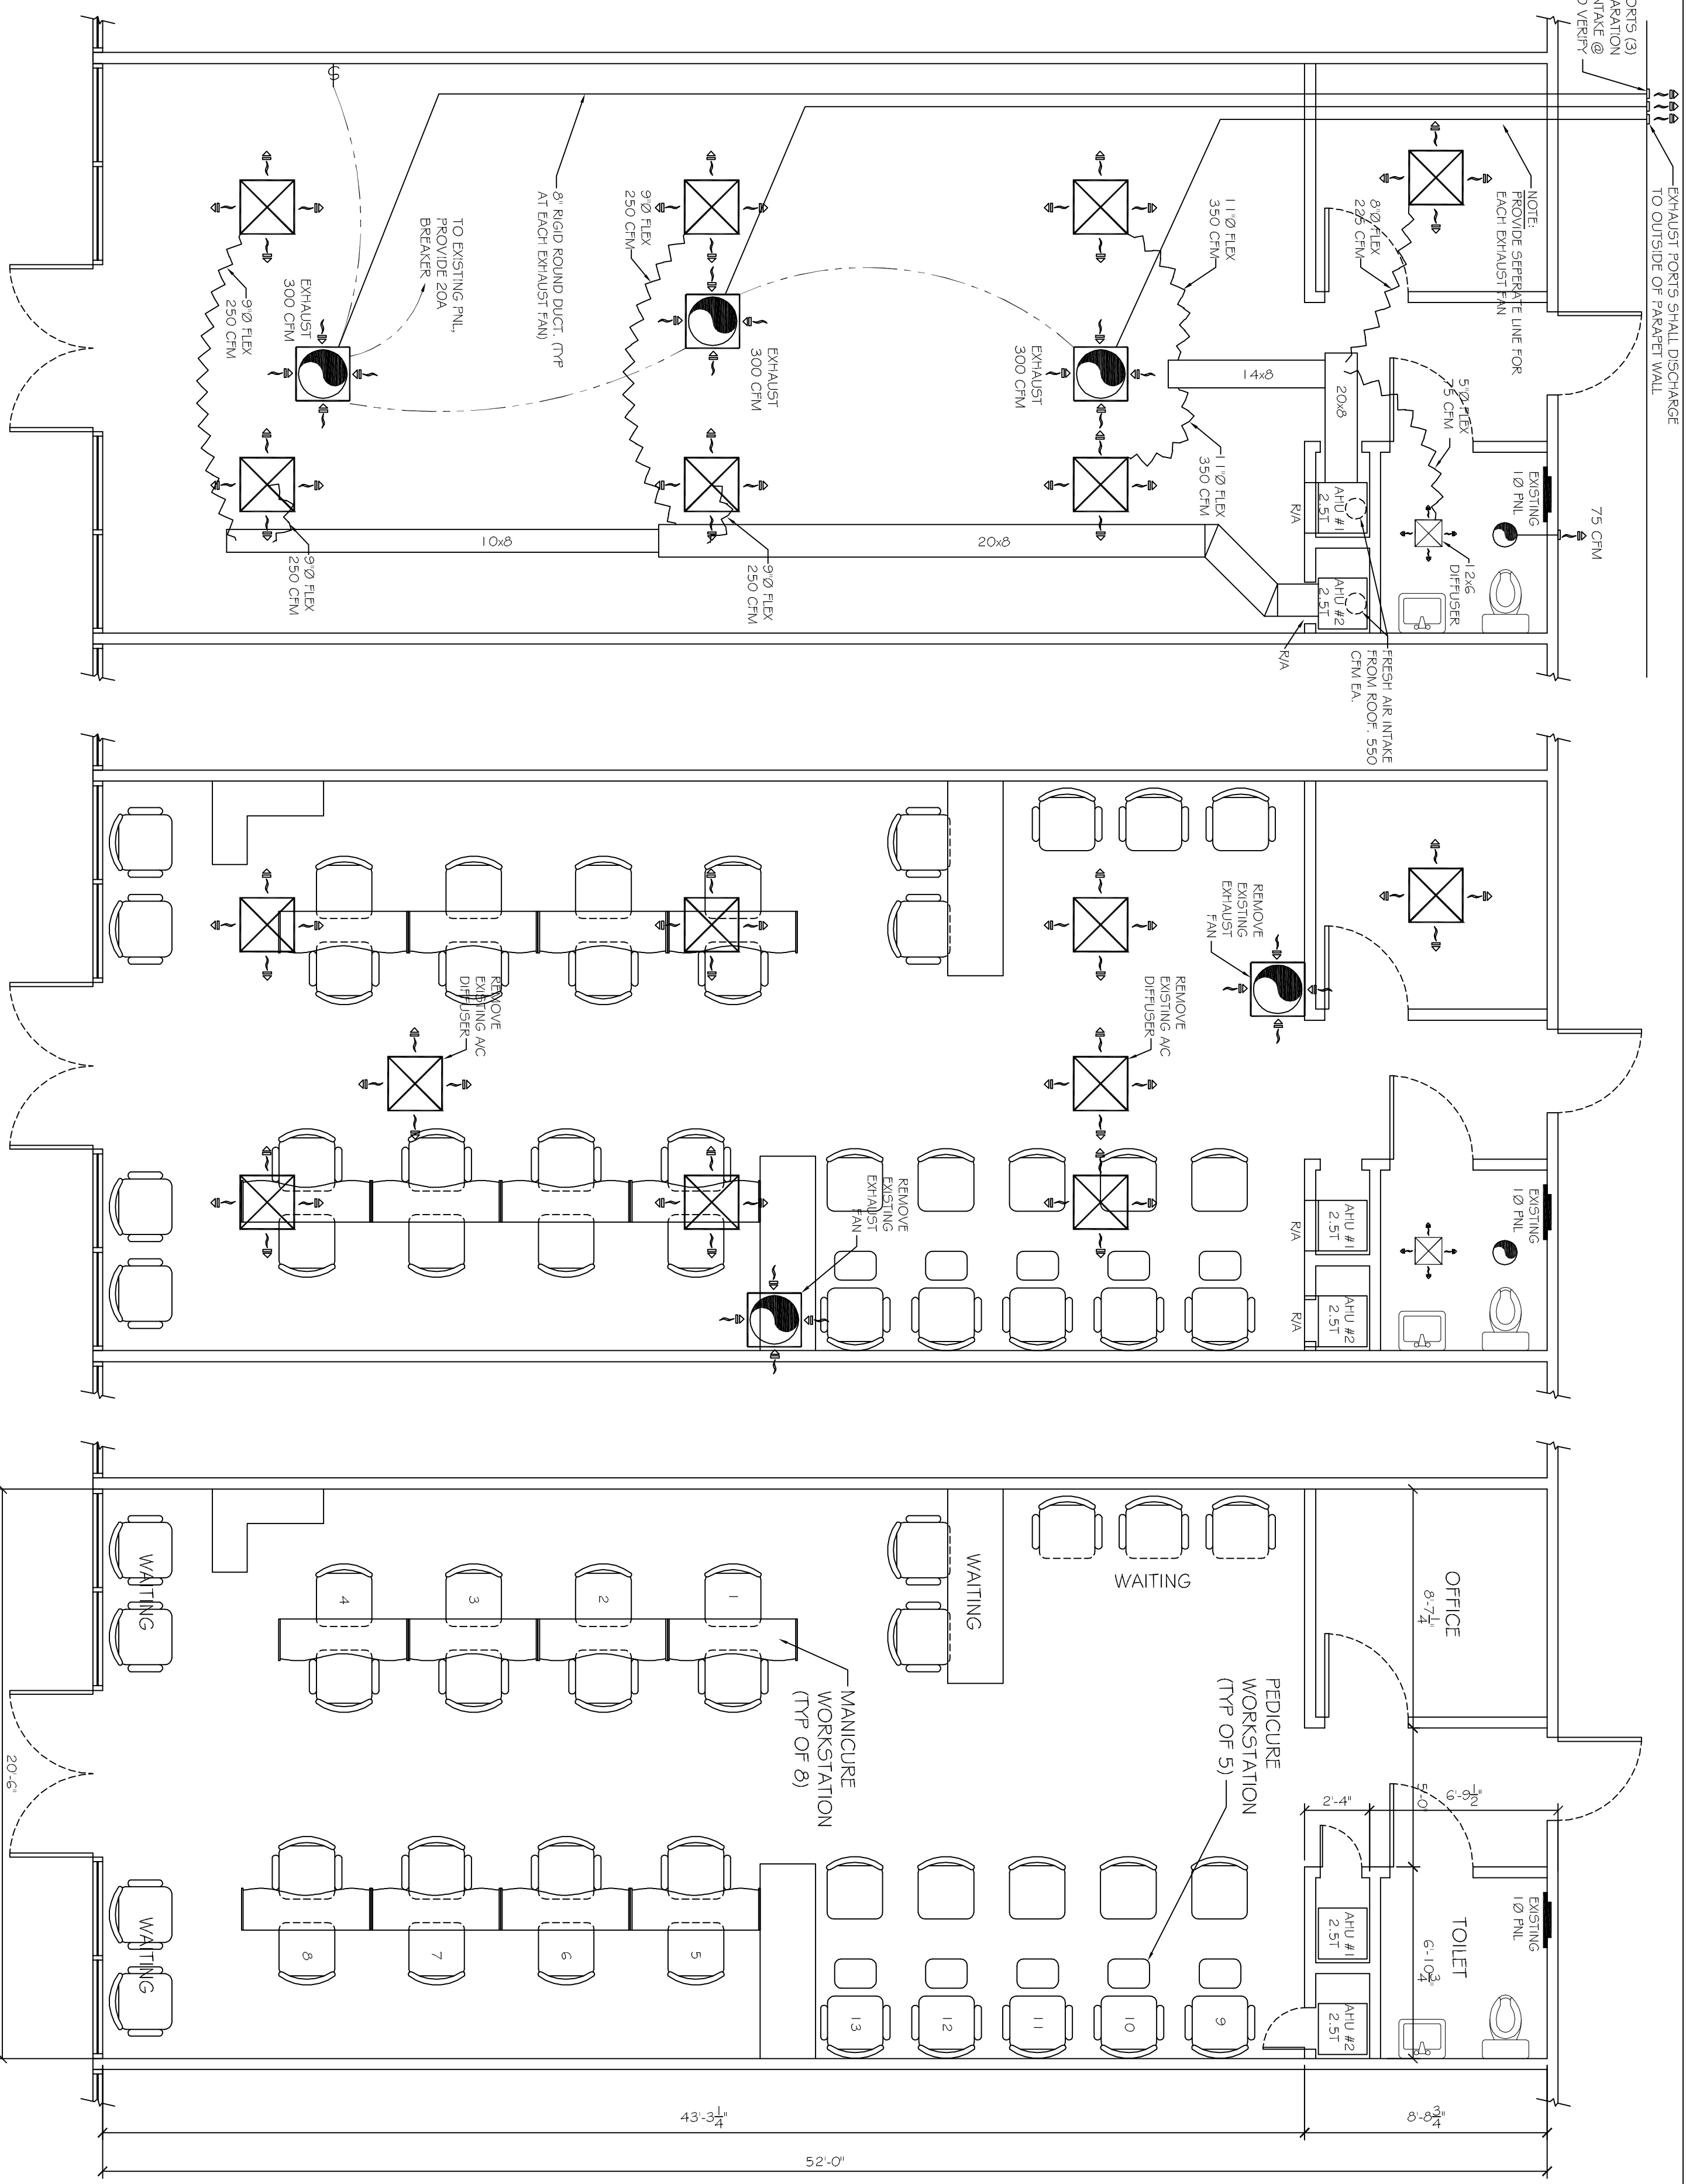 ORTS (3)
ARATION
NTAKE @
O VERIFY
EXHAUST PORTS SHALL DISCHARGE
TO OUTSIDE OF PARAPET WALL
NOTE:
PROVIDE SEPERATE LINE FOR
EACH EXHAUST FAN
8"Ø FLEX
225 CFM
11"Ø FLEX
350 CFM
5"Ø FLEX
75 CFM
EXISTING
1Ø PNL
75 CFM
12x6
DIFFUSER
14x8
20x8
AHU #1
2.5T
R/A
AHU #2
2.5T
R/A
FRESH AIR INTAKE
FROM ROOF. 550
CFM EA.
11"Ø FLEX
350 CFM
EXHAUST
300 CFM
8" RIGID ROUND DUCT. (TYP
AT EACH EXHAUST FAN)
9"Ø FLEX
250 CFM
EXHAUST
300 CFM
9"Ø FLEX
250 CFM
20x8
10x8
TO EXISTING PNL,
PROVIDE 20A
BREAKER
EXHAUST
300 CFM
9"Ø FLEX
250 CFM
9"Ø FLEX
250 CFM
$
REMOVE
EXISTING
EXHAUST
FAN
REMOVE
EXISTING A/C
DIFFUSER
REMOVE
EXISTING A/C
DIFFUSER
REMOVE
EXISTING
EXHAUST
FAN
EXISTING
1Ø PNL
AHU #1
2.5T
R/A
AHU #2
2.5T
R/A
OFFICE
8'-7 1/4"
5'-0"
6'-9 1/2"
2'-4"
TOILET
6'-10 3/4"
EXISTING
1Ø PNL
AHU #1
2.5T
AHU #2
2.5T
WAITING
WAITING
PEDICURE
WORKSTATION
(TYP OF 5)
MANICURE
WORKSTATION
(TYP OF 8)
1
2
3
4
5
6
7
8
9
10
11
12
13
WAITING
WAITING
20'-6"
43'-3 1/4"
8'-8 3/4"
52'-0"